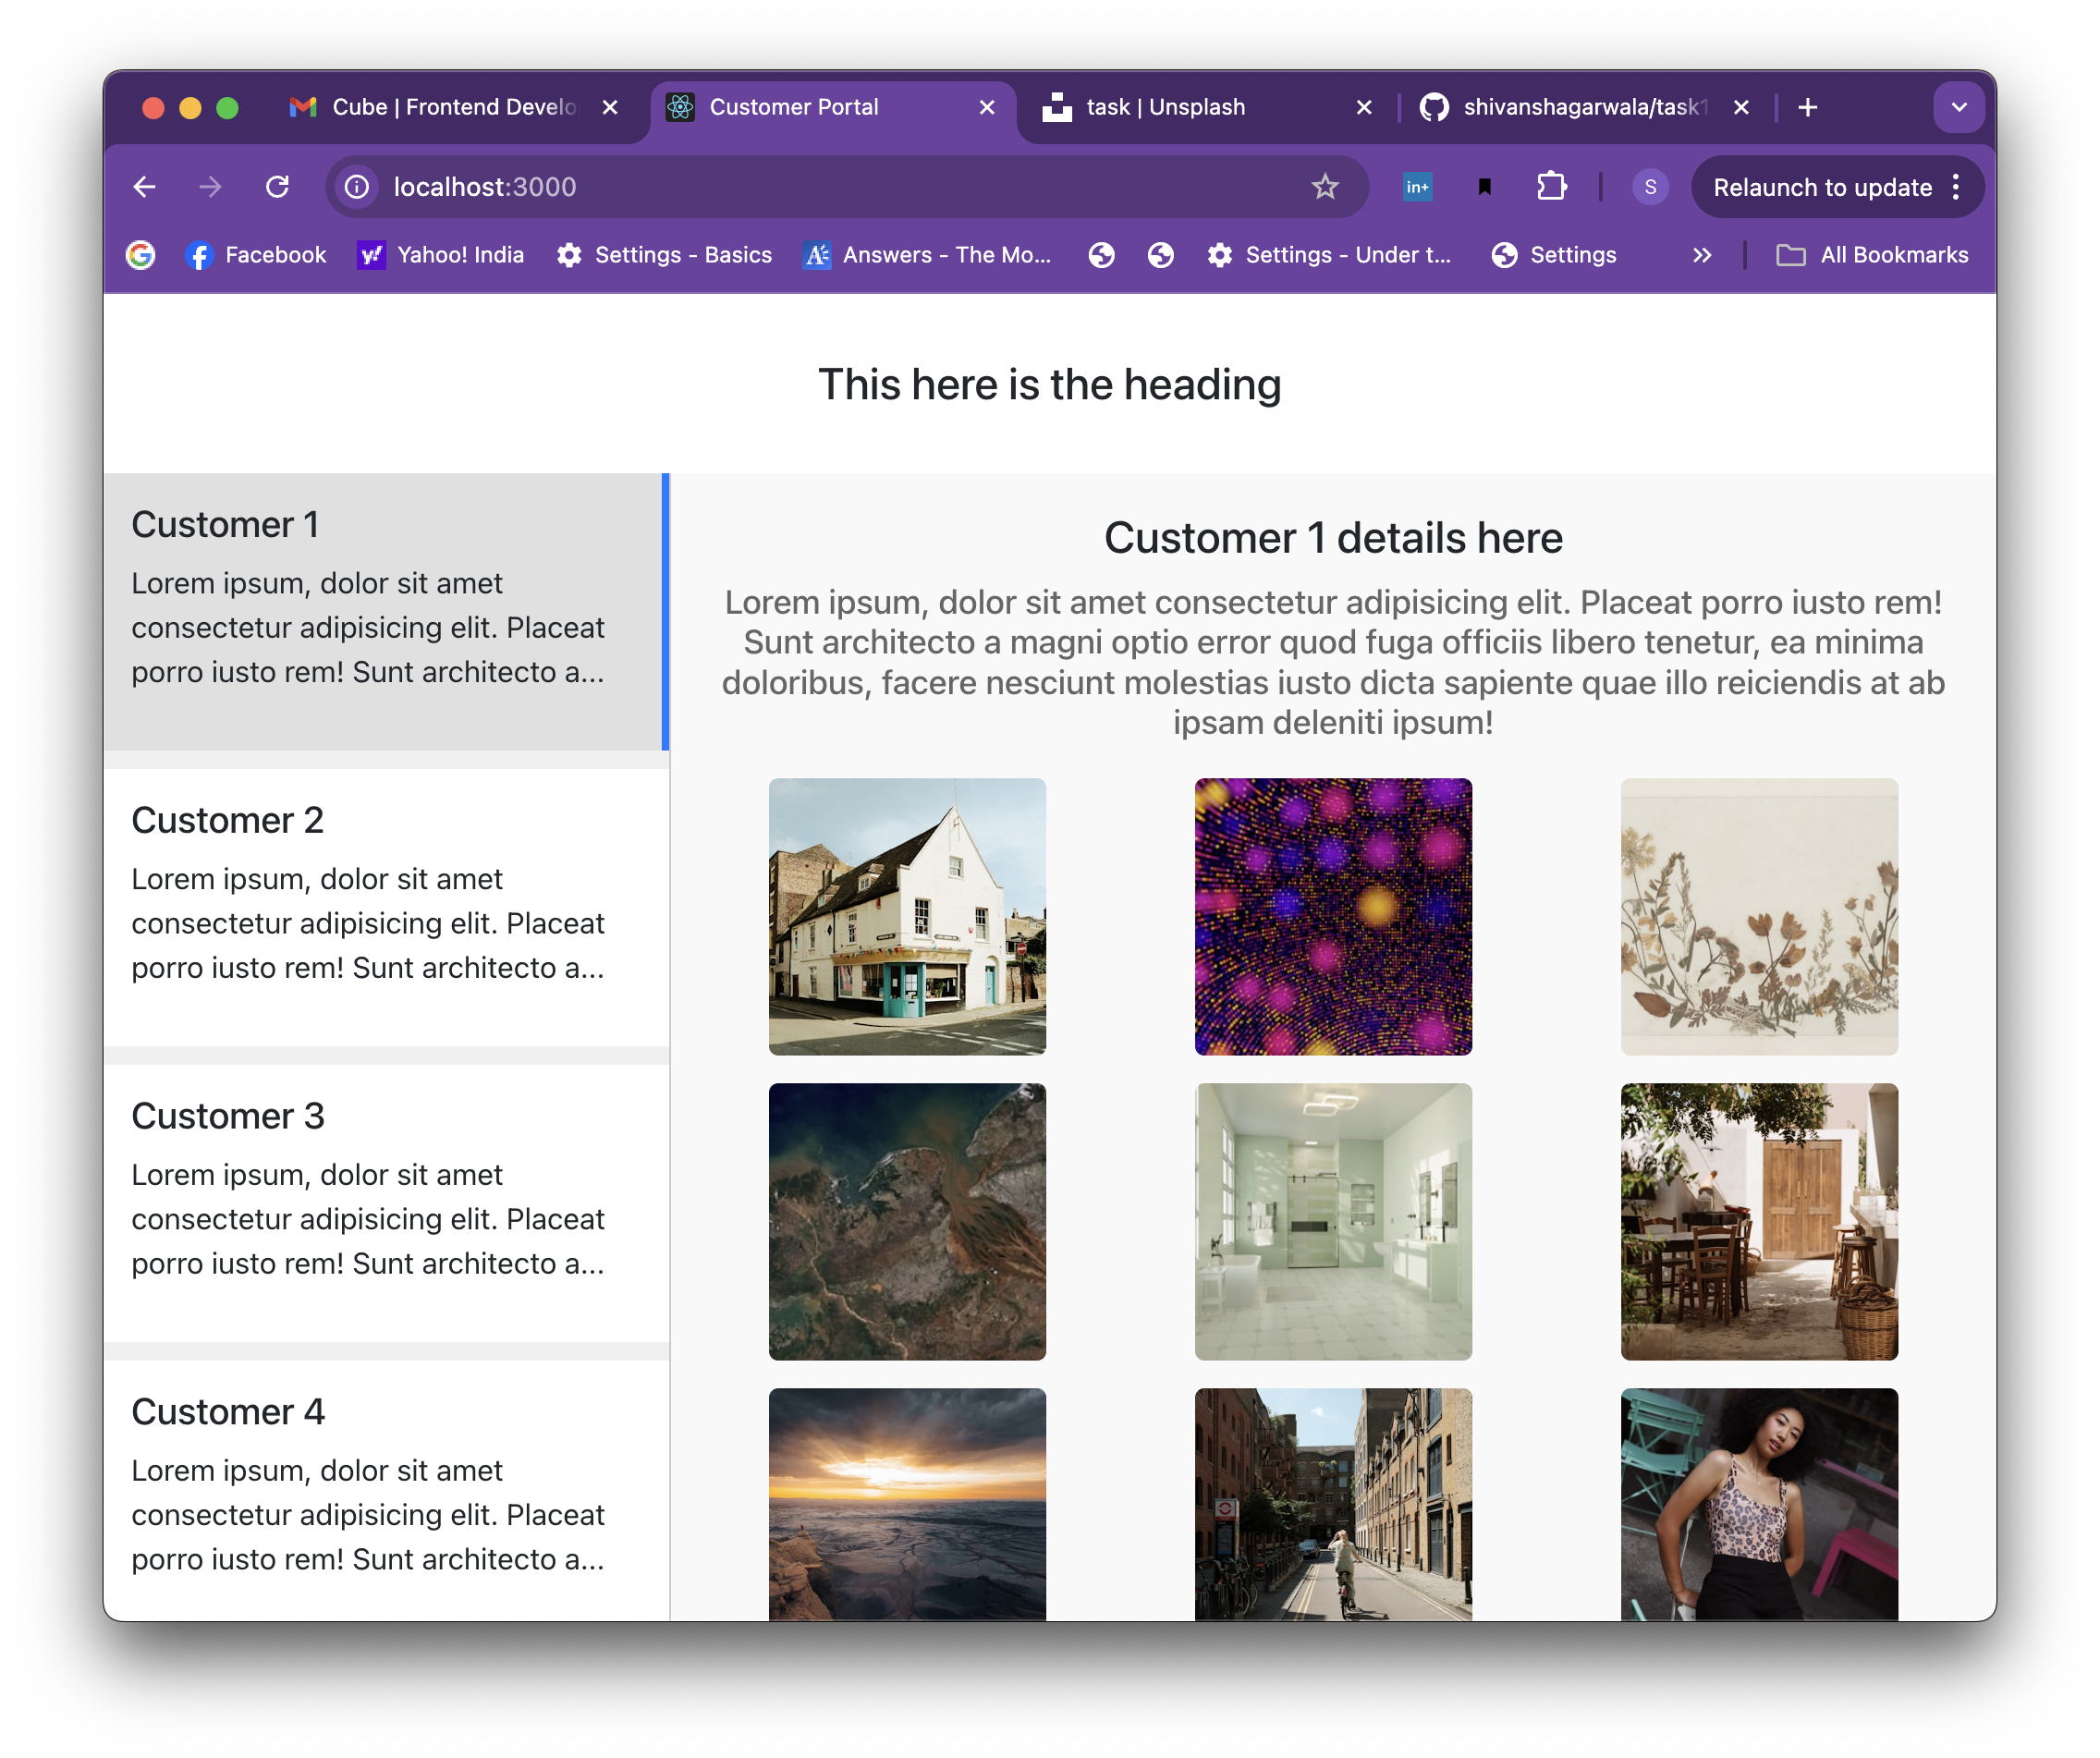 Cube | Frontend Develo
Customer Portal
task | Unsplash
shivanshagarwala/task1
localhost:3000
in+
S
Relaunch to update
Facebook
Yahoo! India
Settings - Basics
Answers - The Mo...
Settings - Under t...
Settings
All Bookmarks
This here is the heading
Customer 1
Lorem ipsum, dolor sit amet
consectetur adipisicing elit. Placeat
porro iusto rem! Sunt architecto a...
Customer 2
Lorem ipsum, dolor sit amet
consectetur adipisicing elit. Placeat
porro iusto rem! Sunt architecto a...
Customer 3
Lorem ipsum, dolor sit amet
consectetur adipisicing elit. Placeat
porro iusto rem! Sunt architecto a...
Customer 4
Lorem ipsum, dolor sit amet
consectetur adipisicing elit. Placeat
porro iusto rem! Sunt architecto a...
Customer 1 details here
Lorem ipsum, dolor sit amet consectetur adipisicing elit. Placeat porro iusto rem!
Sunt architecto a magni optio error quod fuga officiis libero tenetur, ea minima
doloribus, facere nesciunt molestias iusto dicta sapiente quae illo reiciendis at ab
ipsam deleniti ipsum!